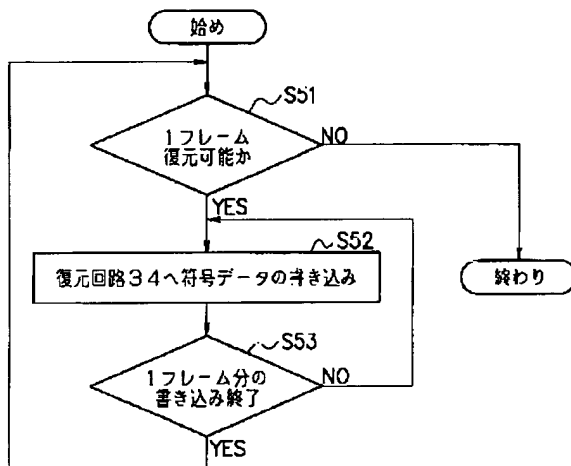 始め
S51
1フレーム
復元可能か
NO
YES
S52
復元回路34へ符号データの書き込み
終わり
S53
1フレーム分の
書き込み終了
NO
YES